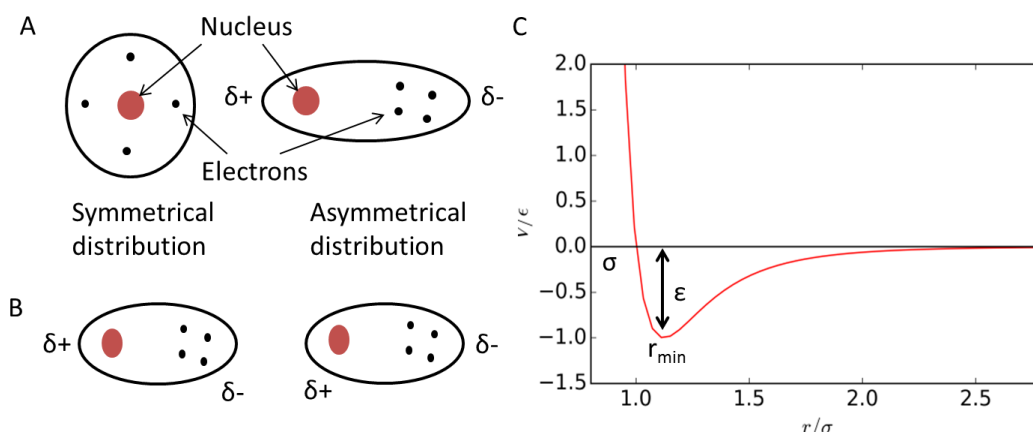 A
Nucleus
δ+
δ-
Electrons
Symmetrical
distribution
Asymmetrical
distribution
B
δ+
δ-
δ+
δ-
C
2.0
1.5
1.0
0.5
0.0
−0.5
−1.0
−1.5
V/ϵ
σ
ε
rmin
1.0
1.5
2.0
2.5
r/σ